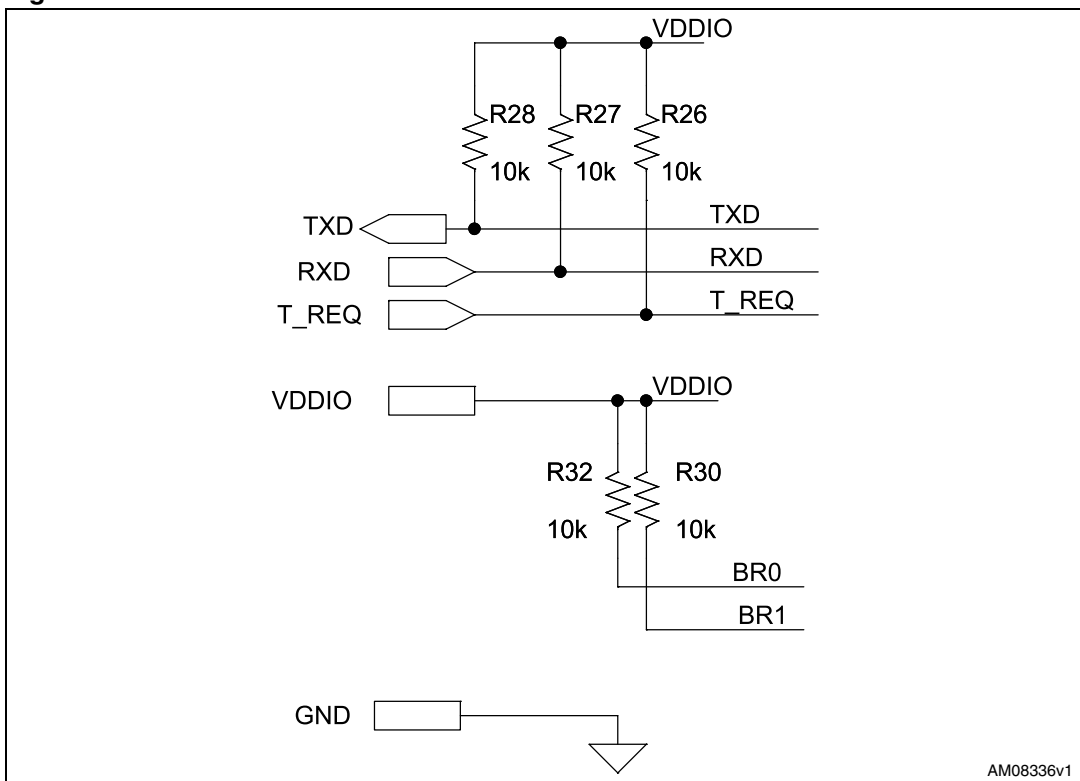 VDDIO
R28 R27 R26
10k 10k 10k
TXD TXD
RXD RXD
T_REQ T_REQ
VDDIO VDDIO
R32 R30
10k 10k
BR0
BR1
GND
AM08336v1